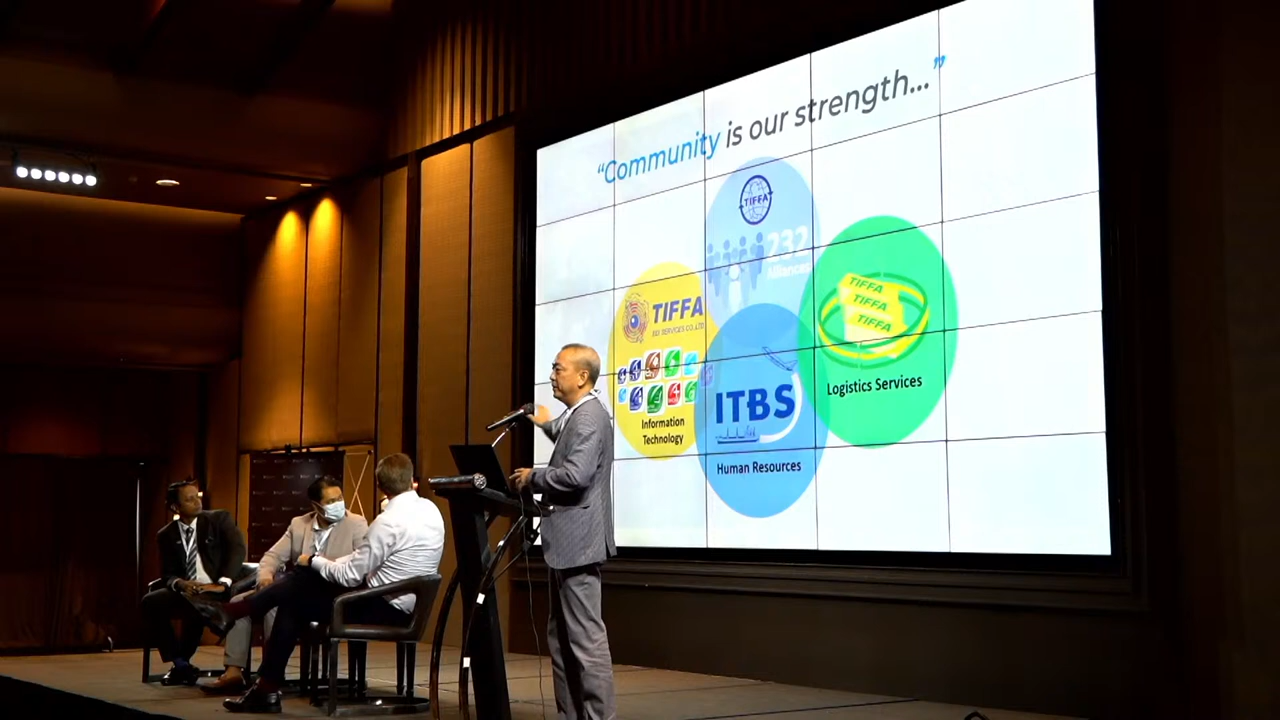 “Community is our strength...”
TIFFA
232
TIFFA
EDI SERVICES CO.,LTD
Information
Technology
ITBS
Human Resources
TIFFA
TIFFA
TIFFA
Logistics Services